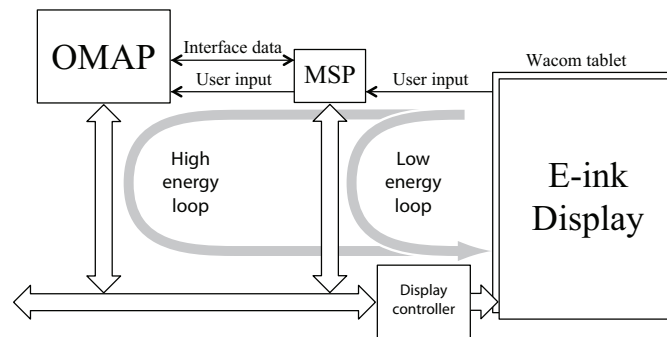 Wacom tablet
OMAP
Interface data
User input
MSP
User input
High
energy
loop
Low
energy
loop
E-ink
Display
Display
controller